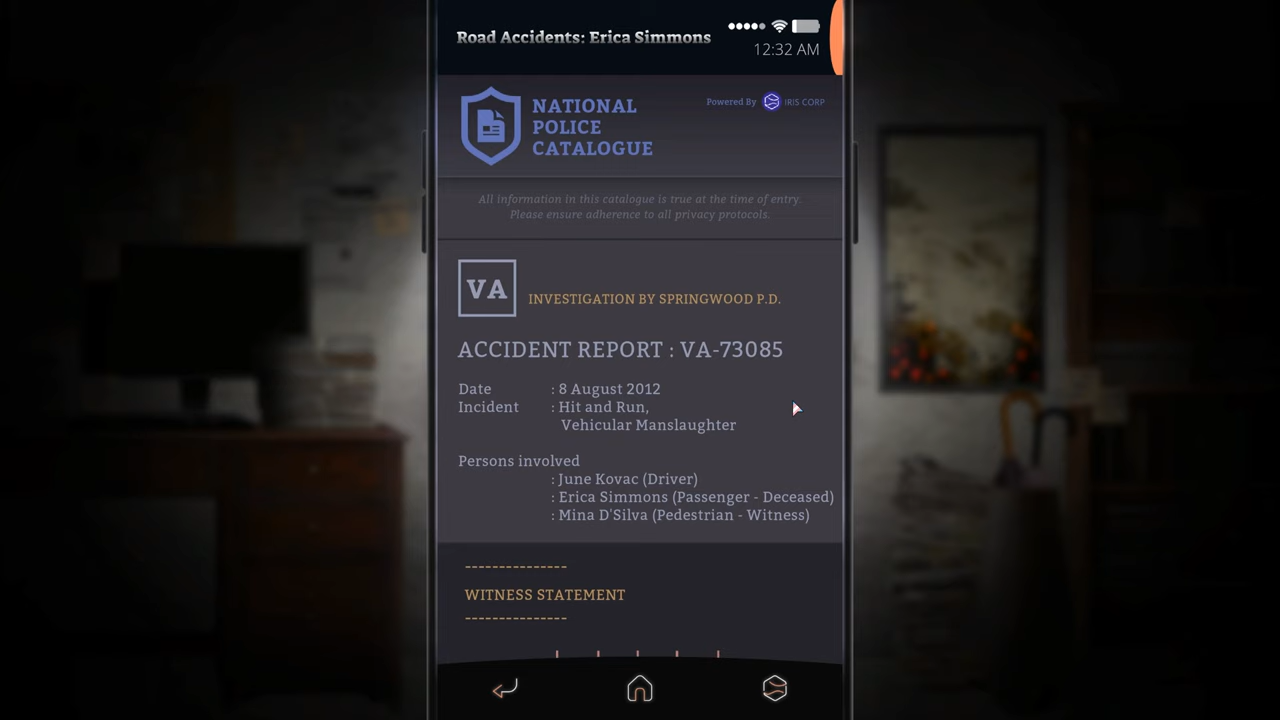 Road Accidents: Erica Simmons
12:32 AM
NATIONAL
POLICE
CATALOGUE
Powered By IRIS CORP
All information in this catalogue is true at the time of entry.
Please ensure adherence to all privacy protocols.
VA
INVESTIGATION BY SPRINGWOOD P.D.
ACCIDENT REPORT : VA-73085
Date : 8 August 2012
Incident : Hit and Run,
Vehicular Manslaughter
Persons involved
: June Kovac (Driver)
: Erica Simmons (Passenger - Deceased)
: Mina D'Silva (Pedestrian - Witness)
---------------
WITNESS STATEMENT
---------------